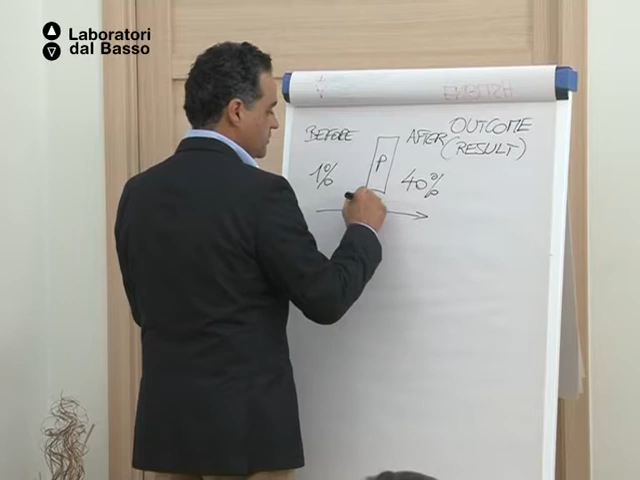 Laboratori
dal Basso
BEFORE
P
AFTER
OUTCOME
(RESULT)
1%
40%